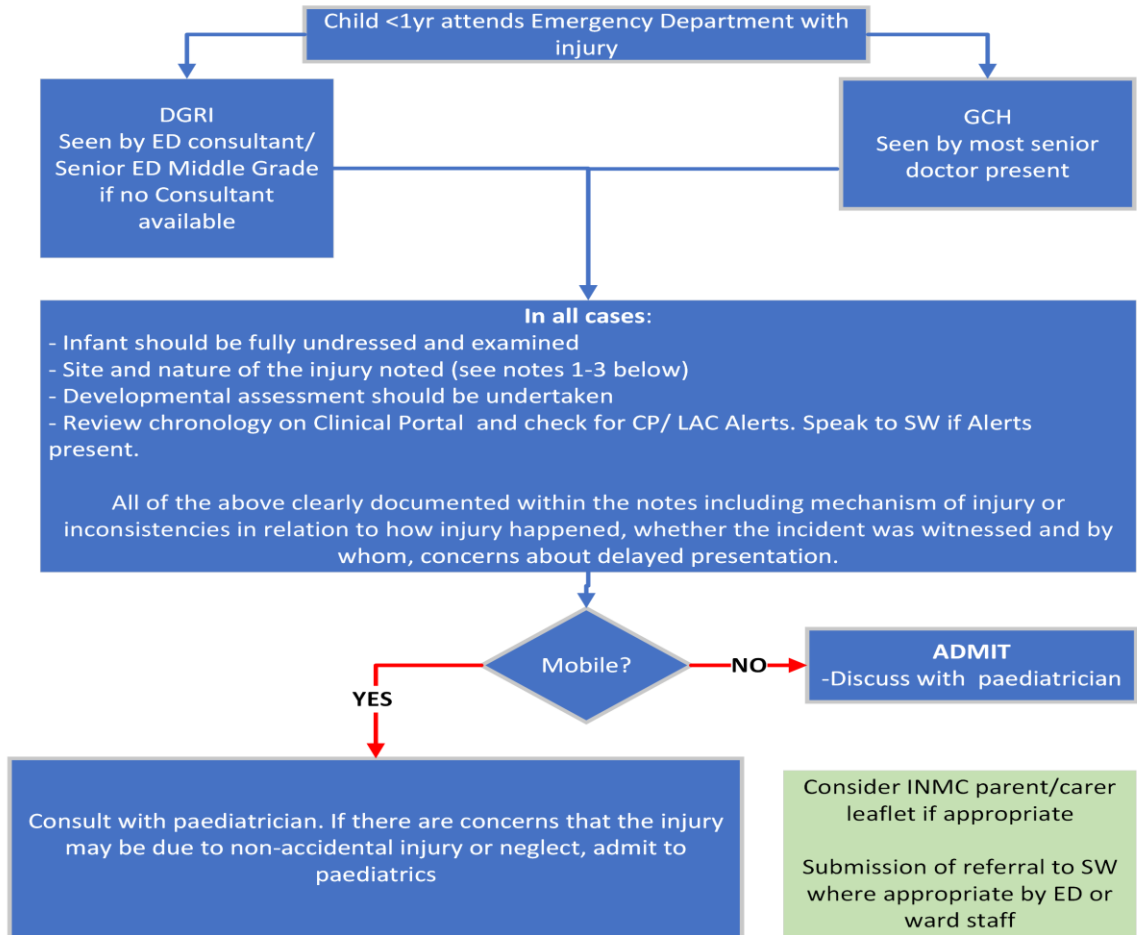 Child <1yr attends Emergency Department with
injury
DGRI
Seen by ED consultant/
Senior ED Middle Grade
if no Consultant
available
GCH
Seen by most senior
doctor present
In all cases:
- Infant should be fully undressed and examined
- Site and nature of the injury noted (see notes 1-3 below)
- Developmental assessment should be undertaken
- Review chronology on Clinical Portal  and check for CP/ LAC Alerts. Speak to SW if Alerts
present.
All of the above clearly documented within the notes including mechanism of injury or
inconsistencies in relation to how injury happened, whether the incident was witnessed and by
whom, concerns about delayed presentation.
Mobile?
NO
ADMIT
-Discuss with  paediatrician
YES
Consult with paediatrician. If there are concerns that the injury
may be due to non-accidental injury or neglect, admit to
paediatrics
Consider INMC parent/carer
leaflet if appropriate
Submission of referral to SW
where appropriate by ED or
ward staff